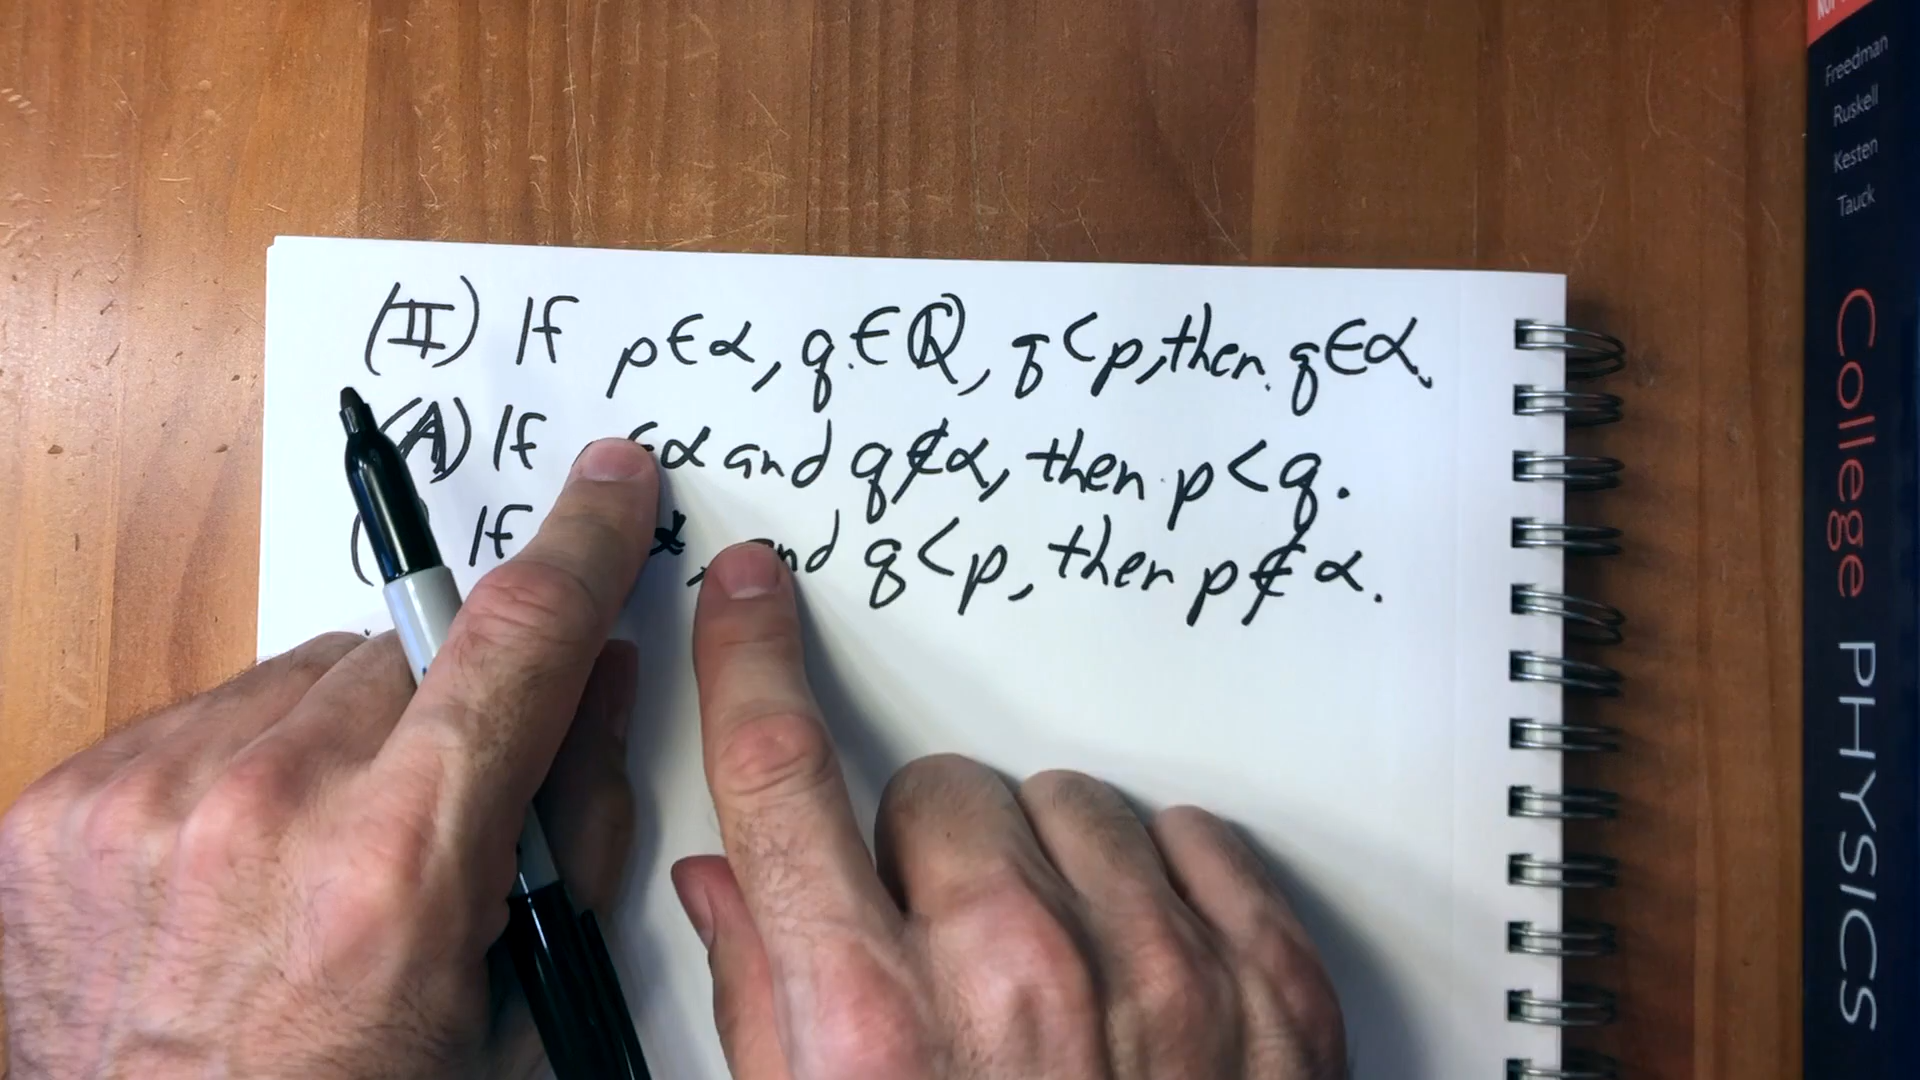 (II) If p∈α, q∈ℚ, q<p, then q∈α.
(A) If ∈α and q∉α, then p<q.
If α, and q<p, then p∉α.
Freedman
Ruskell
Kesten
Tauck
College PHYSICS